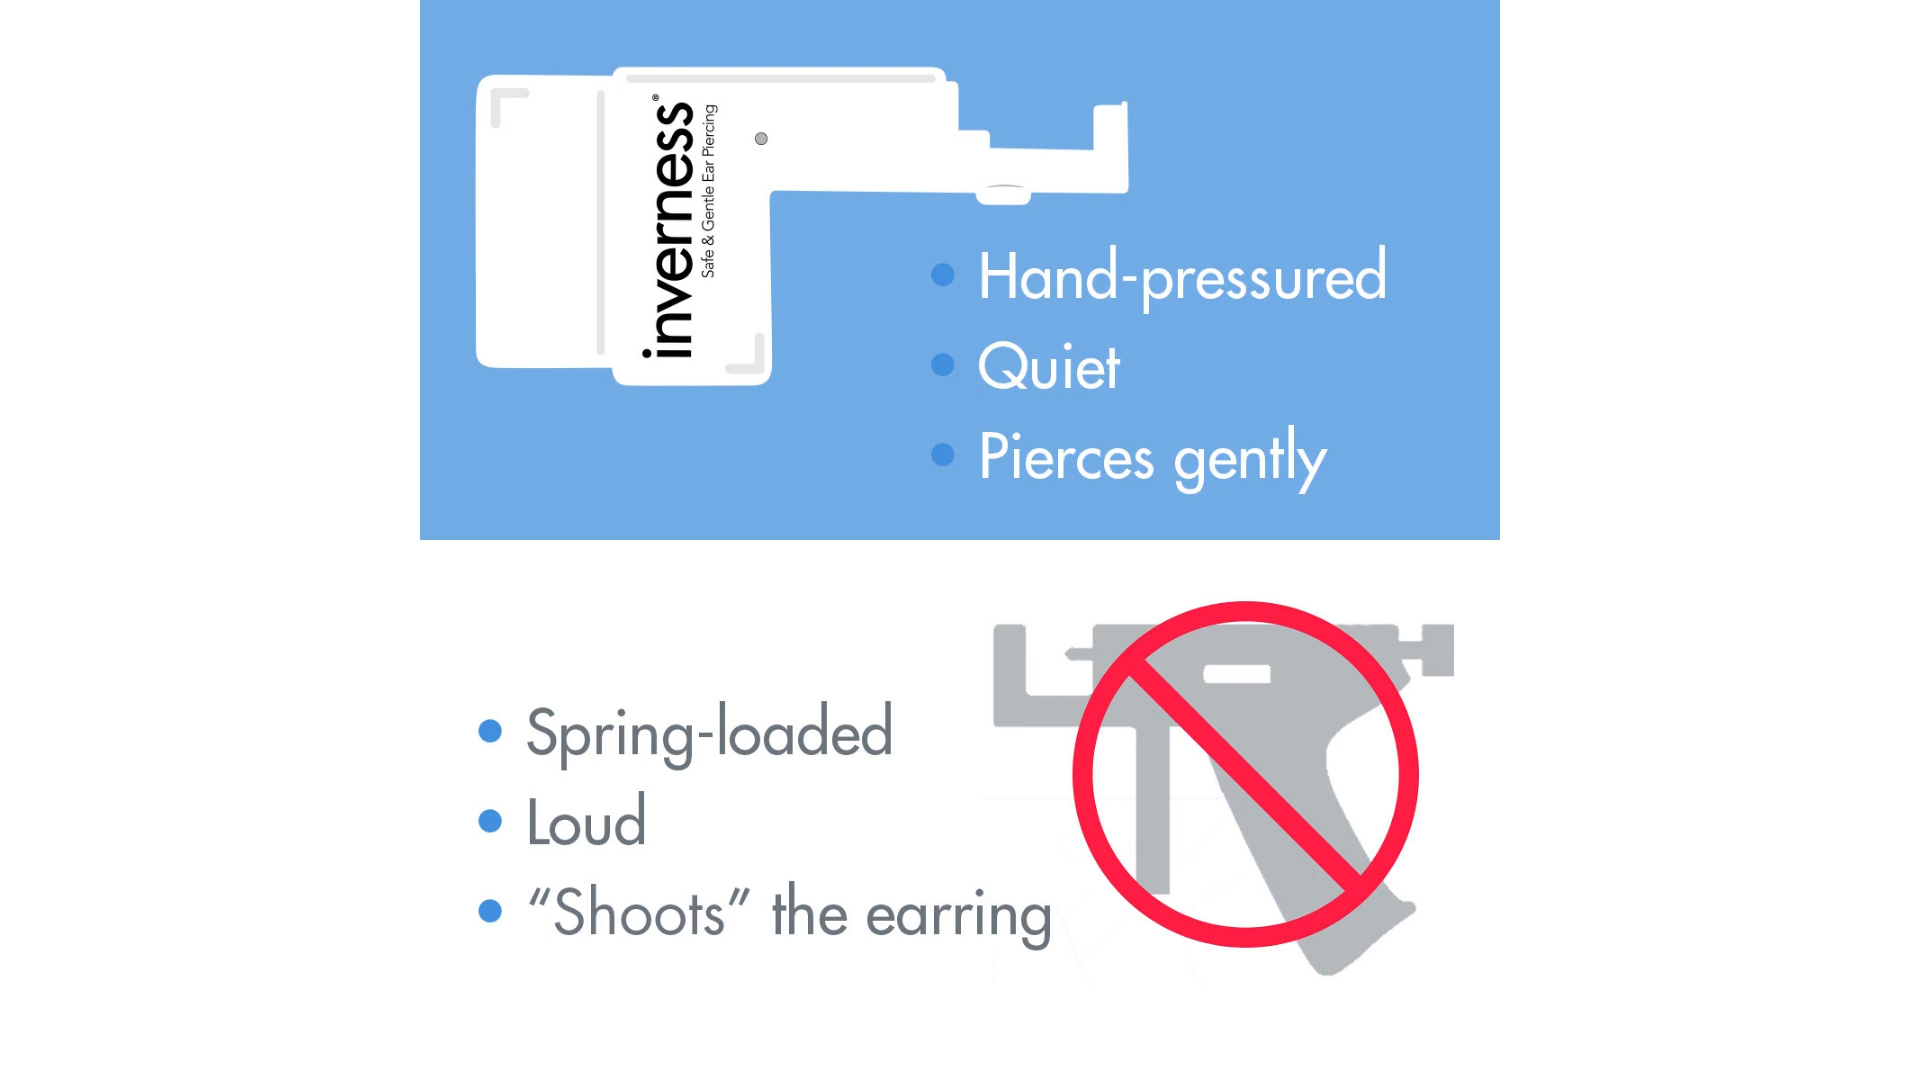 inverness®
Safe & Gentle Ear Piercing
• Hand-pressured
• Quiet
• Pierces gently
• Spring-loaded
• Loud
• “Shoots” the earring